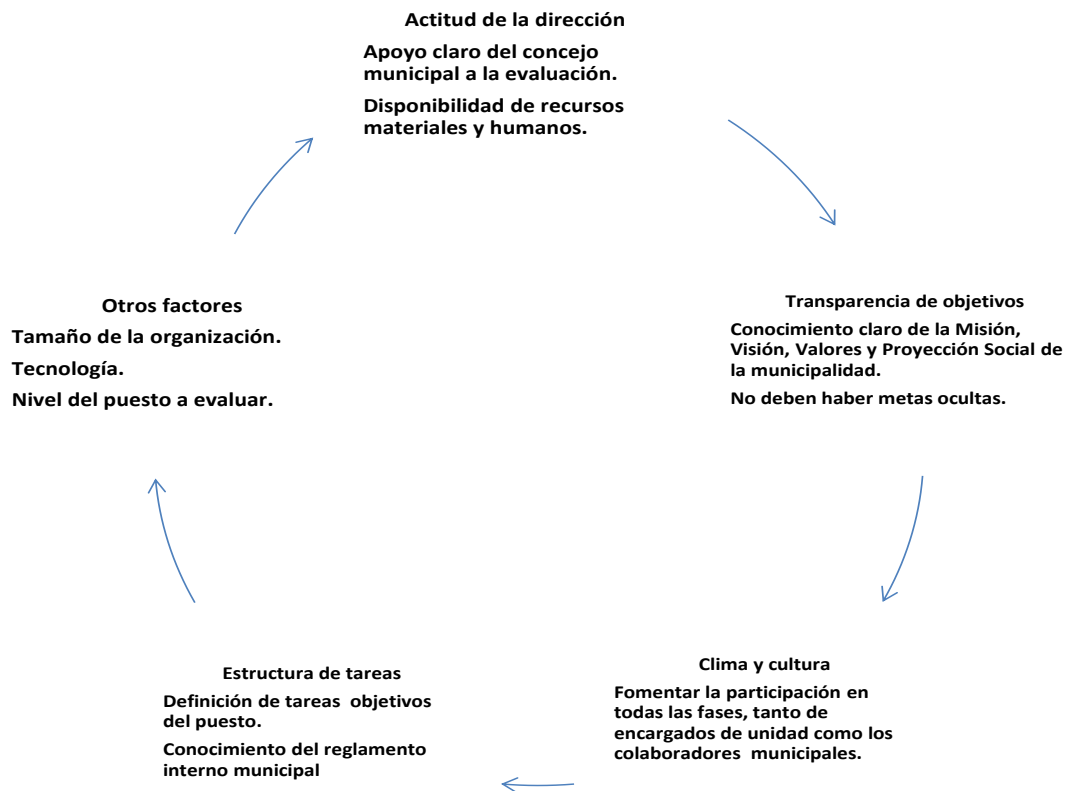 Actitud de la dirección
Apoyo claro del concejo
municipal a la evaluación.
Disponibilidad de recursos
materiales y humanos.
Transparencia de objetivos
Conocimiento claro de la Misión,
Visión, Valores y Proyección Social de
la municipalidad.
No deben haber metas ocultas.
Clima y cultura
Fomentar la participación en
todas las fases, tanto de
encargados de unidad como los
colaboradores municipales.
Estructura de tareas
Definición de tareas objetivos
del puesto.
Conocimiento del reglamento
interno municipal
Otros factores
Tamaño de la organización.
Tecnología.
Nivel del puesto a evaluar.